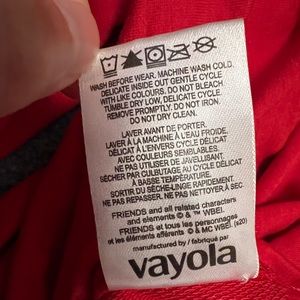 WASH BEFORE WEAR. MACHINE WASH COLD.
DELICATE INSIDE OUT GENTLE CYCLE
WITH LIKE COLOURS. DO NOT BLEACH
TUMBLE DRY LOW, DO NOT BLEACH.
REMOVE PROMPTLY. DO NOT IRON.
DO NOT DRY CLEAN.
LAVER AVANT DE PORTER.
LAVER À LA MACHINE À L'EAU FROIDE.
DÉLICAT À L'ENVERS CYCLE DÉLICAT
AVEC COULEURS SEMBLABLES.
NE PAS UTILISER DE JAVELLISANT.
SÉCHER PAR CULBUTAGE CYCLE DÉLICAT
À BASSE TEMPÉRATURE.
SORTIR DU SÈCHE-LINGE RAPIDEMENT.
NE PAS REPASSER. NE PAS NETTOYER À SEC.
FRIENDS and all related characters
and elements © & ™ WBEI.
FRIENDS et tous les personnages
et les éléments afférents © & MC WBEI. (s20)
manufactured by / fabriqué par
vayola